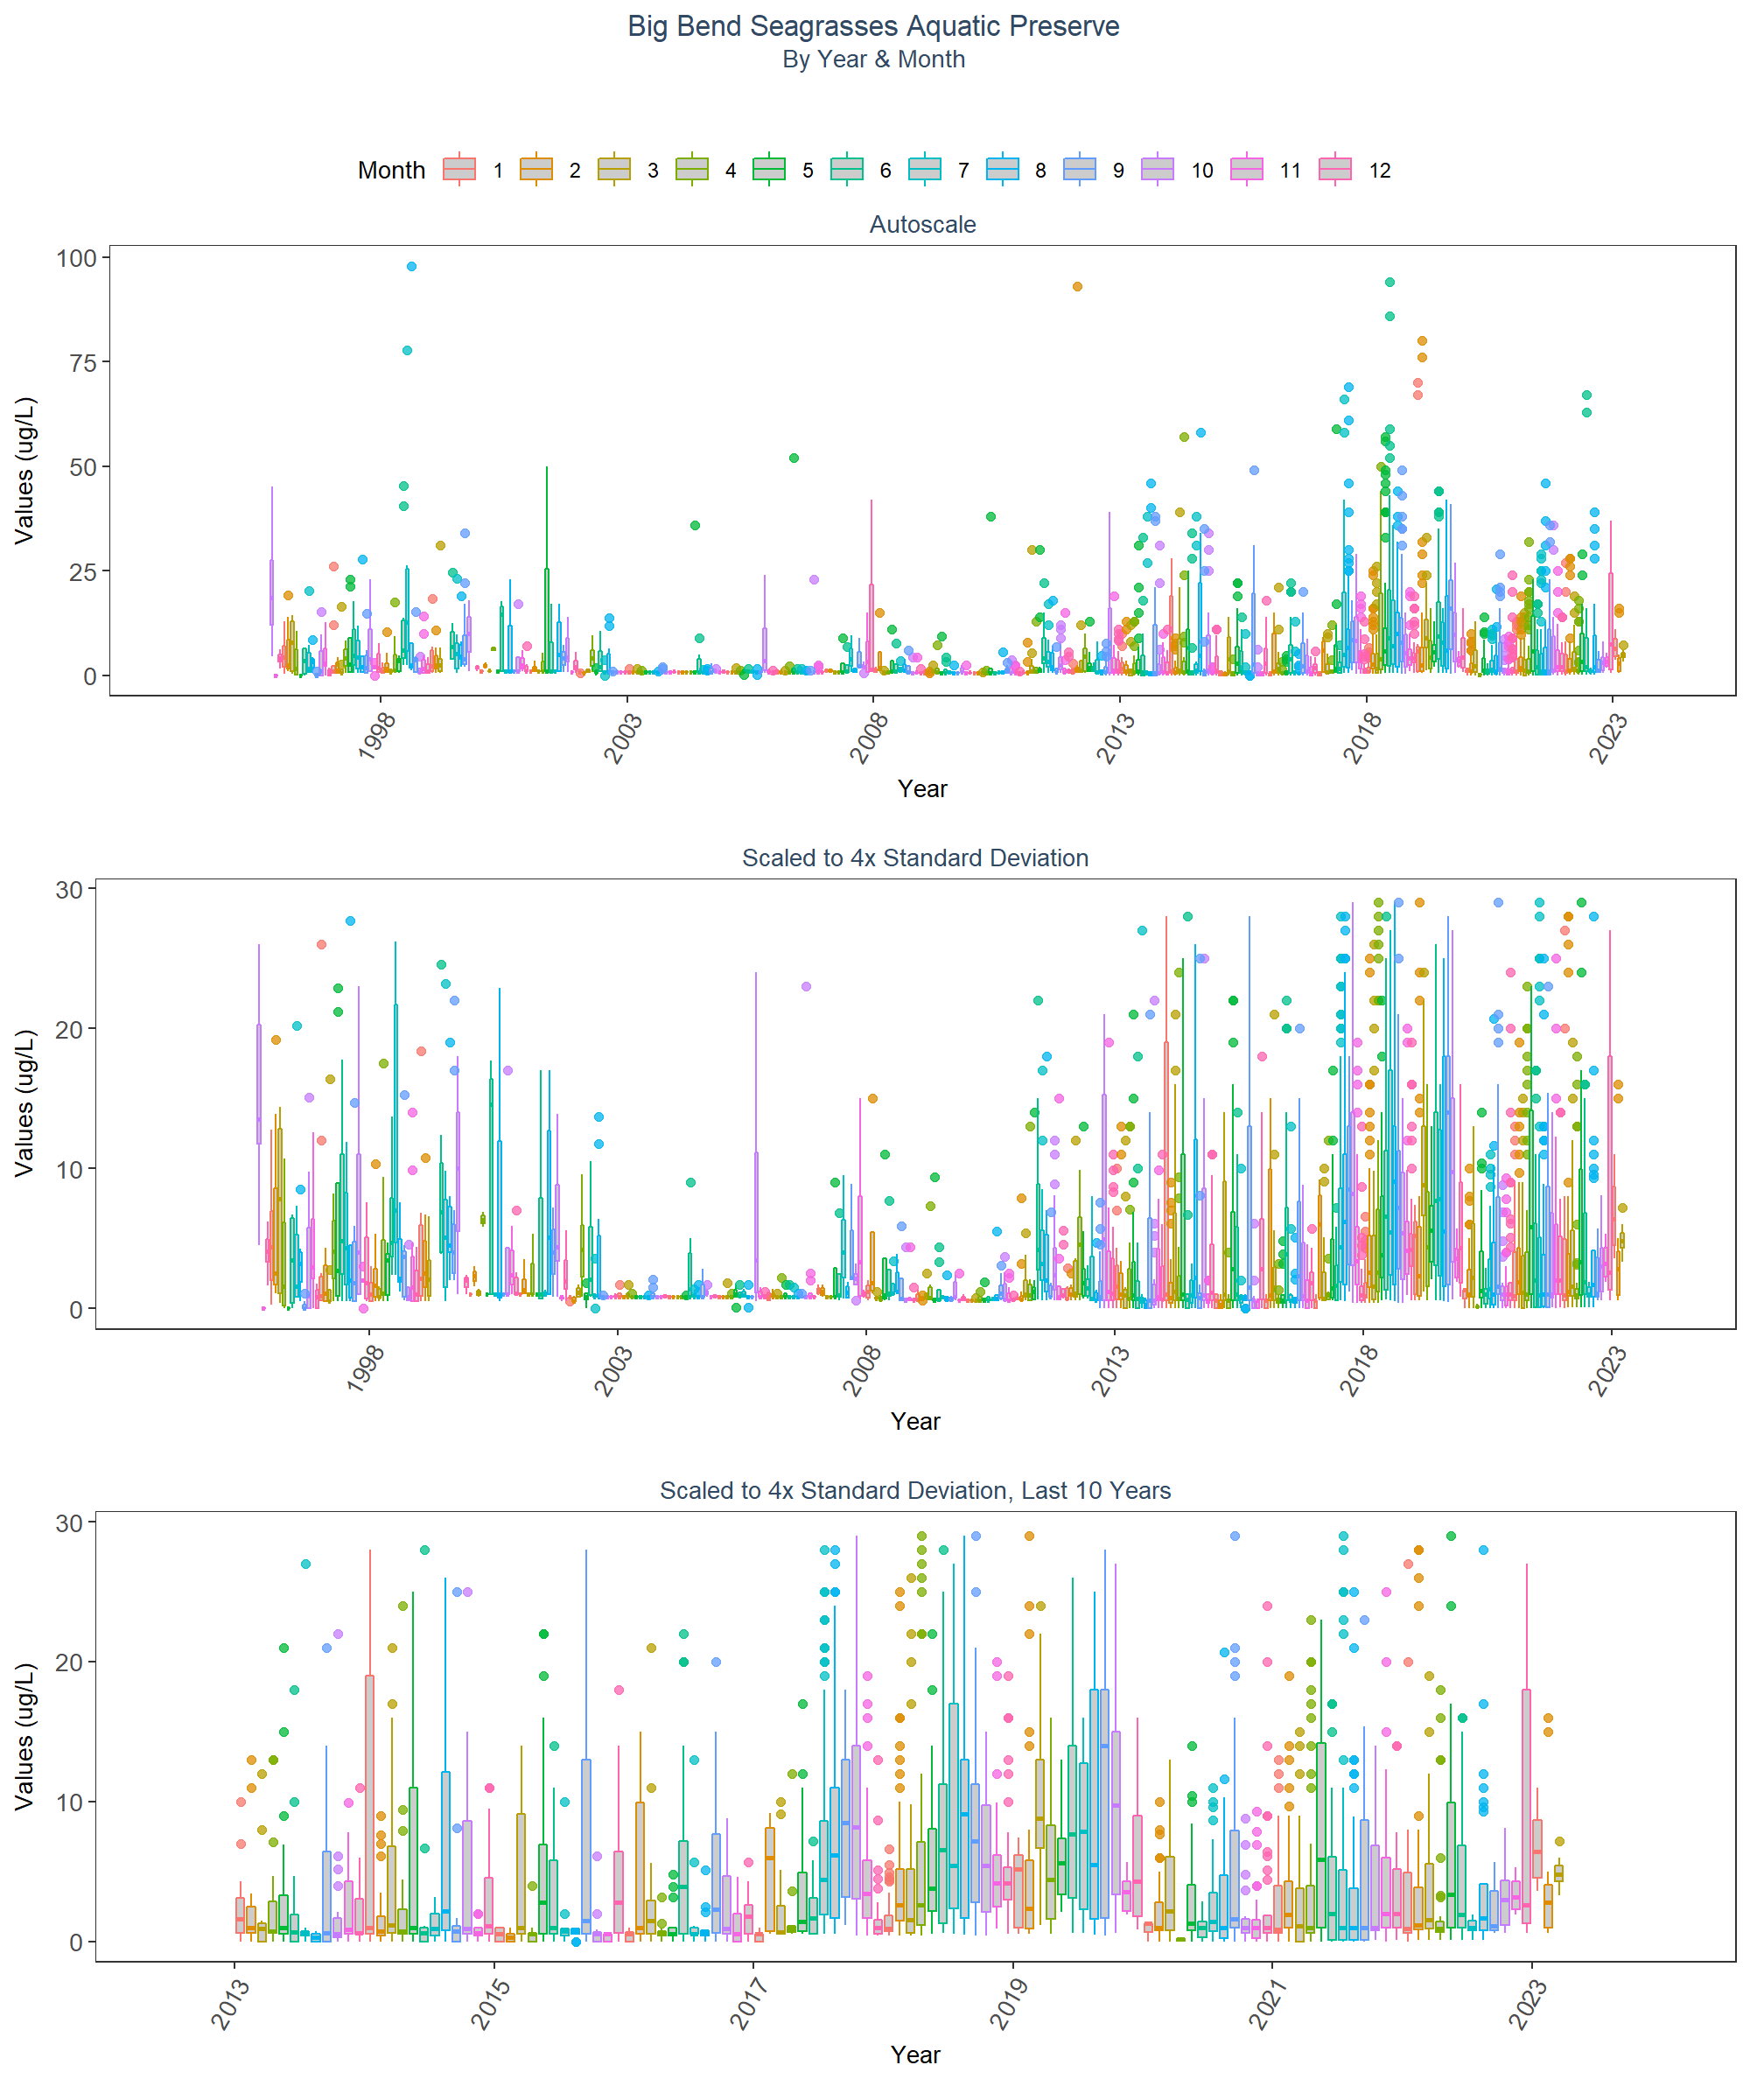 Big Bend Seagrasses Aquatic Preserve
By Year & Month
Month 1 2 3 4 5 6 7 8 9 10 11 12
Autoscale
100
75
50
25
0
Values (ug/L)
1998 2003 2008 2013 2018 2023
Year
Scaled to 4x Standard Deviation
30
20
10
0
Values (ug/L)
1998 2003 2008 2013 2018 2023
Year
Scaled to 4x Standard Deviation, Last 10 Years
30
20
10
0
Values (ug/L)
2013 2015 2017 2019 2021 2023
Year